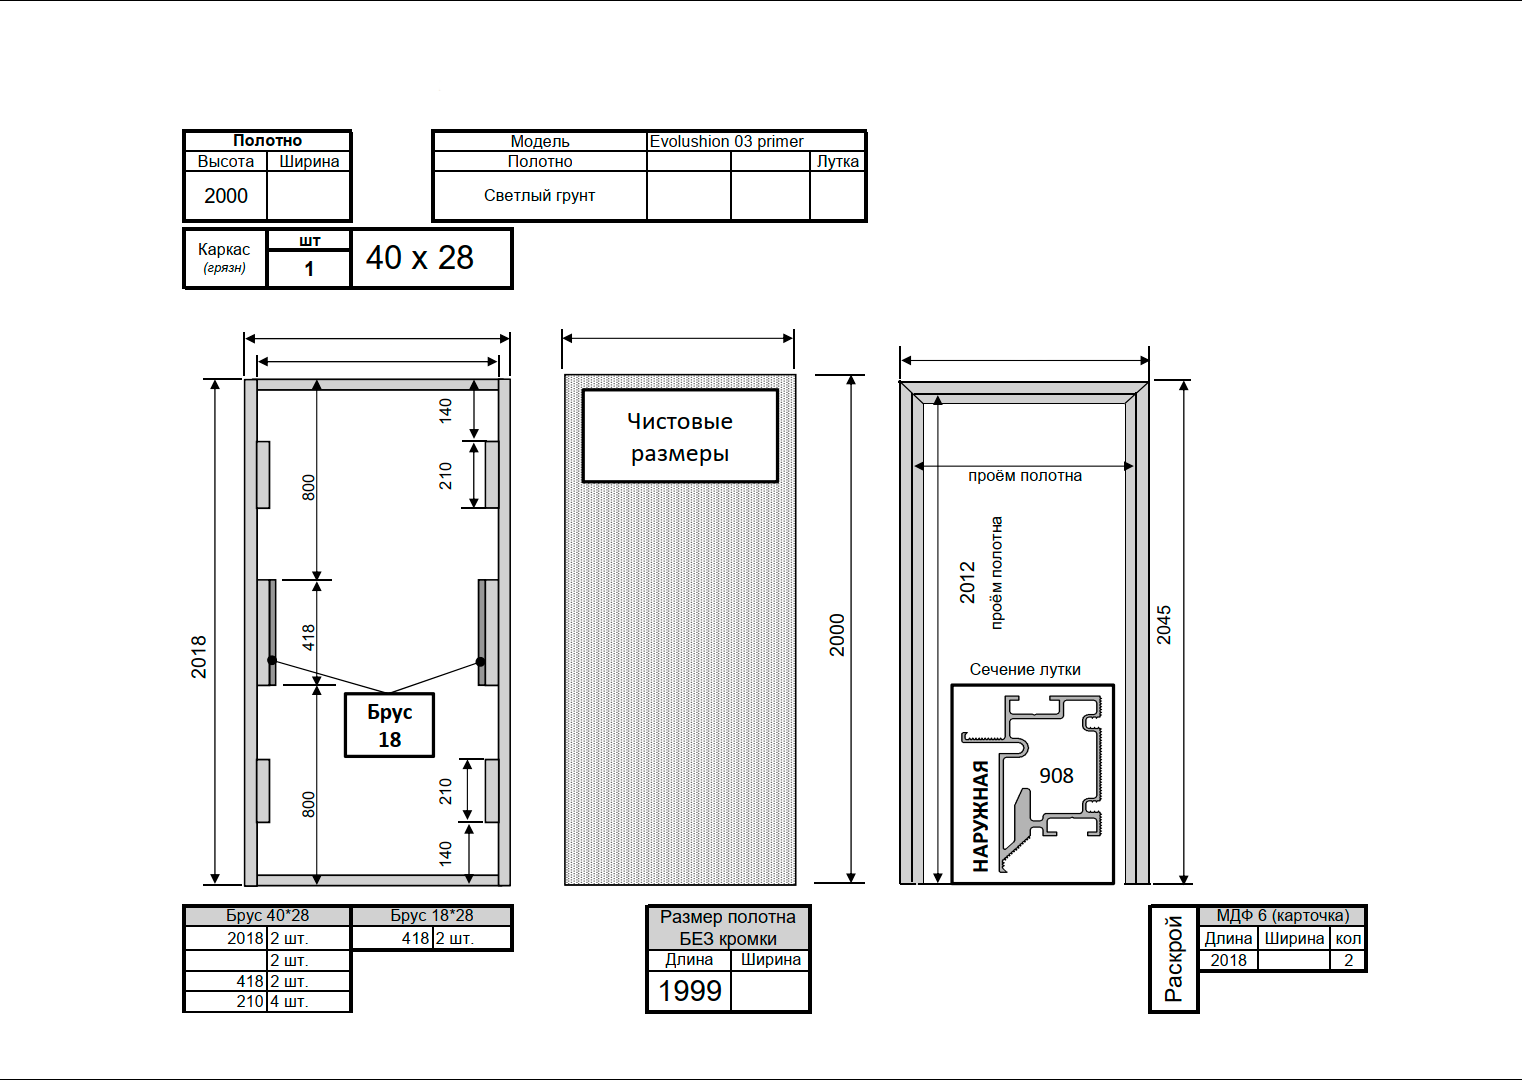 Полотно
Высота Ширина
2000
Модель Evolushion 03 primer
Полотно Лутка
Светлый грунт
Каркас
(грязн)
шт
1
40 x 28
2018
800
418
800
140
210
210
140
Брус
18
Чистовые
размеры
2000
проём полотна
2012
проём полотна
2045
Сечение лутки
НАРУЖНАЯ
908
Брус 40*28 Брус 18*28
2018 2 шт. 418 2 шт.
2 шт.
418 2 шт.
210 4 шт.
Размер полотна
БЕЗ кромки
Длина Ширина
1999
Раскрой
МДФ 6 (карточка)
Длина Ширина кол
2018 2